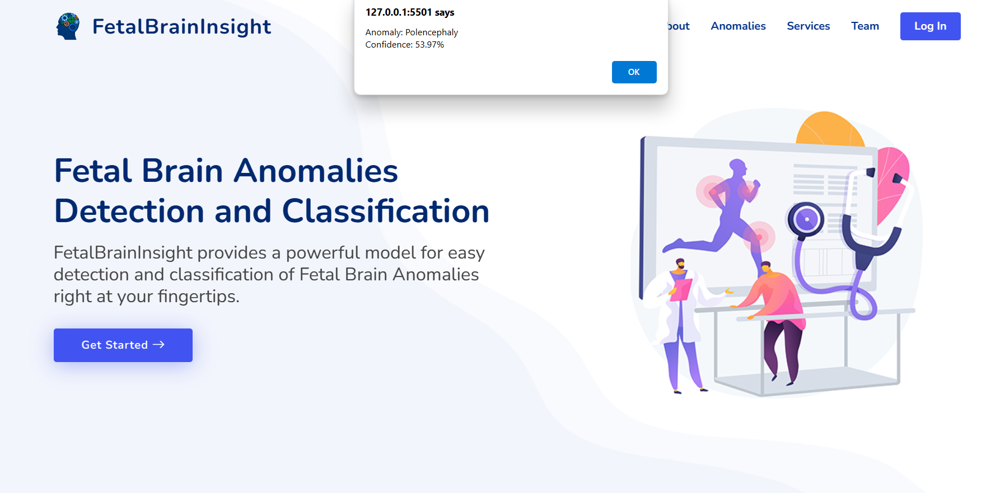 FetalBrainInsight
127.0.0.1:5501 says
Anomaly: Polencephaly
Confidence: 53.97%
OK
bout
Anomalies
Services
Team
Log In
Fetal Brain Anomalies
Detection and Classification
FetalBrainInsight provides a powerful model for easy
detection and classification of Fetal Brain Anomalies
right at your fingertips.
Get Started →